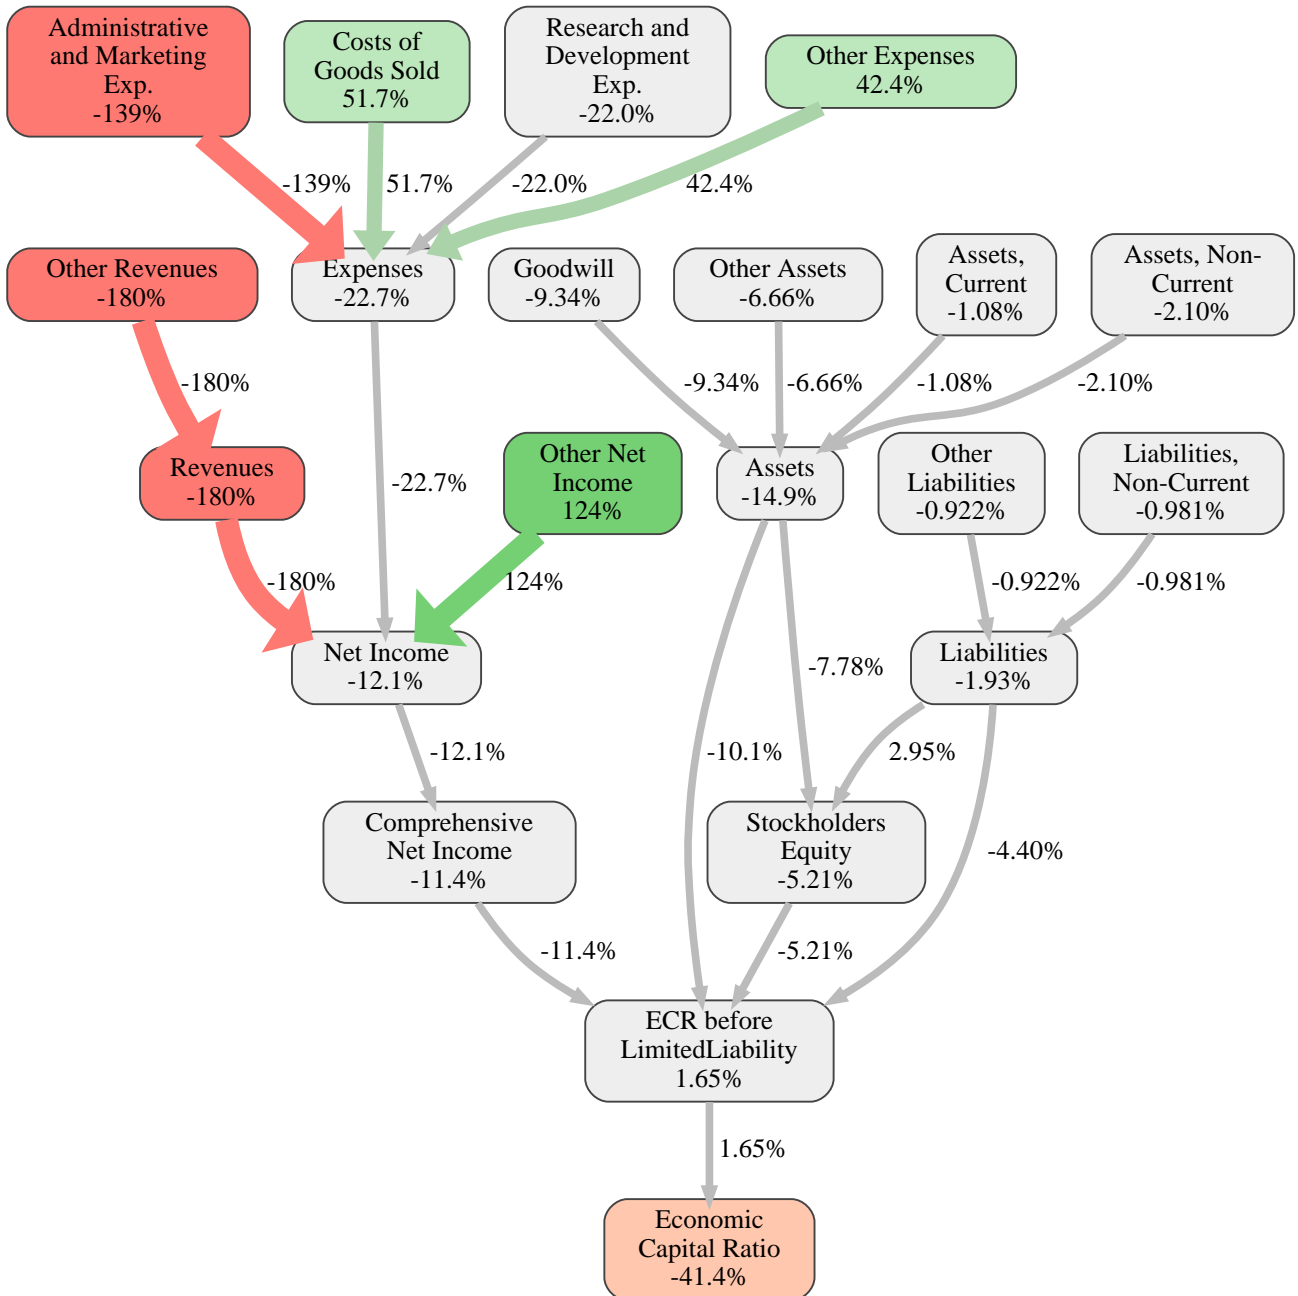 Administrative
and Marketing
Exp.
-139%
Costs of
Goods Sold
51.7%
Research and
Development
Exp.
-22.0%
Other Expenses
42.4%
-139%
51.7%
-22.0%
42.4%
Other Revenues
-180%
Expenses
-22.7%
Goodwill
-9.34%
Other Assets
-6.66%
Assets,
Current
-1.08%
Assets, Non-
Current
-2.10%
-180%
-9.34%
-6.66%
-1.08%
-2.10%
Revenues
-180%
-22.7%
Other Net
Income
124%
Assets
-14.9%
Other
Liabilities
-0.922%
Liabilities,
Non-Current
-0.981%
-180%
124%
-0.922%
-0.981%
Net Income
-12.1%
-7.78%
Liabilities
-1.93%
-12.1%
-10.1%
2.95%
Comprehensive
Net Income
-11.4%
Stockholders
Equity
-5.21%
-4.40%
-11.4%
-5.21%
ECR before
LimitedLiability
1.65%
1.65%
Economic
Capital Ratio
-41.4%